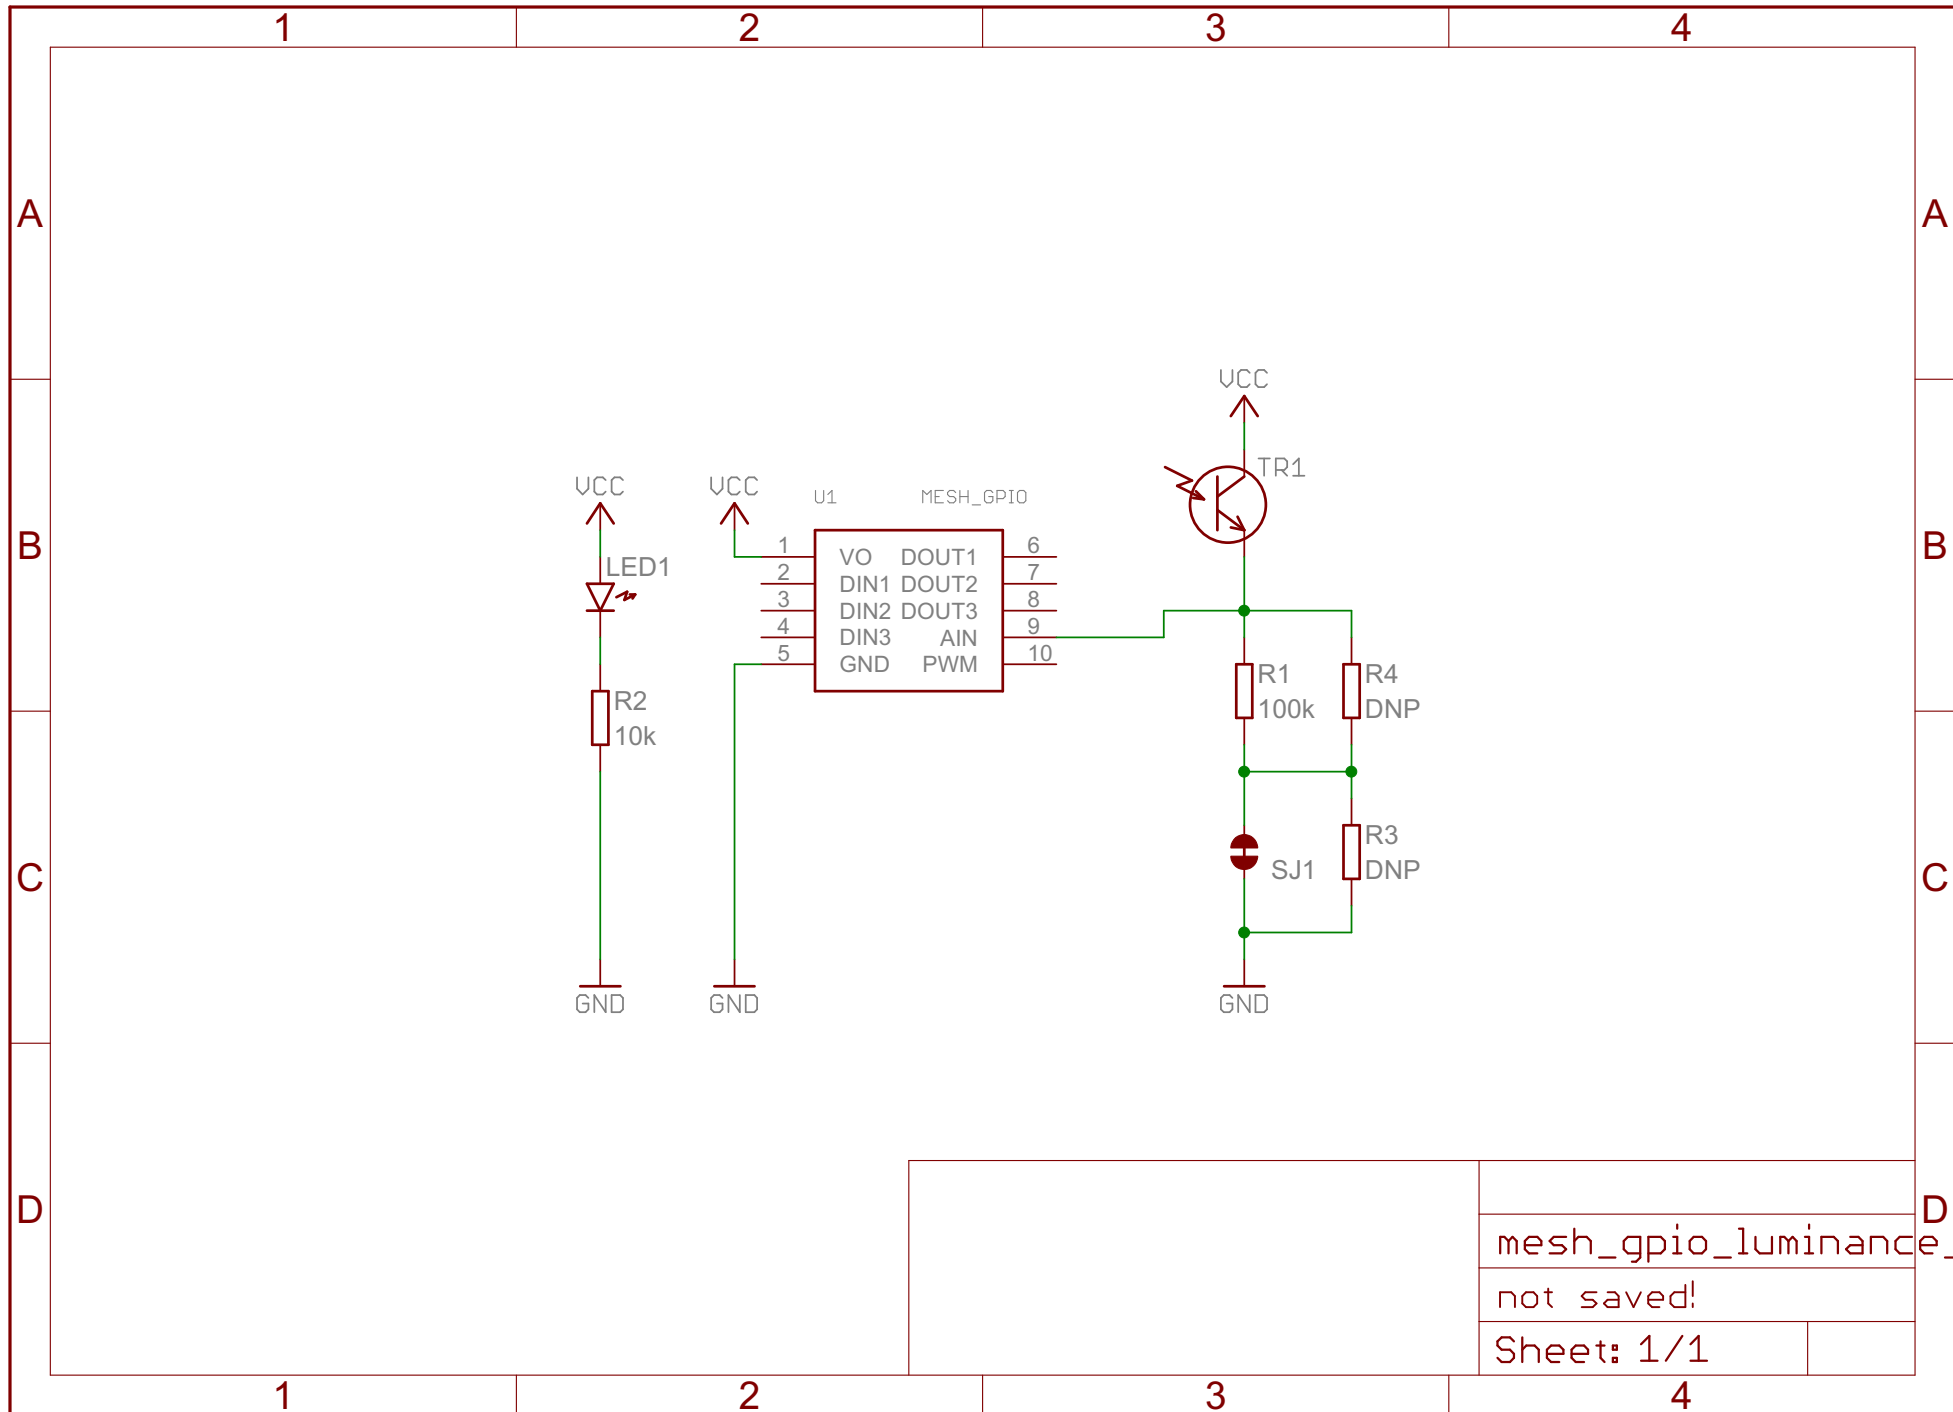 1 2 3 4
A A
VCC
TR1
VCC VCC
U1 MESH_GPIO
B B
LED1
1 VO DOUT1 6
2 DIN1 DOUT2 7
3 DIN2 DOUT3 8
4 DIN3 AIN 9
5 GND PWM 10
R1 R4
100k DNP
R2
10k
R3
SJ1 DNP
C C
GND GND GND
D D
mesh_gpio_luminance_
not saved!
Sheet: 1/1
1 2 3 4